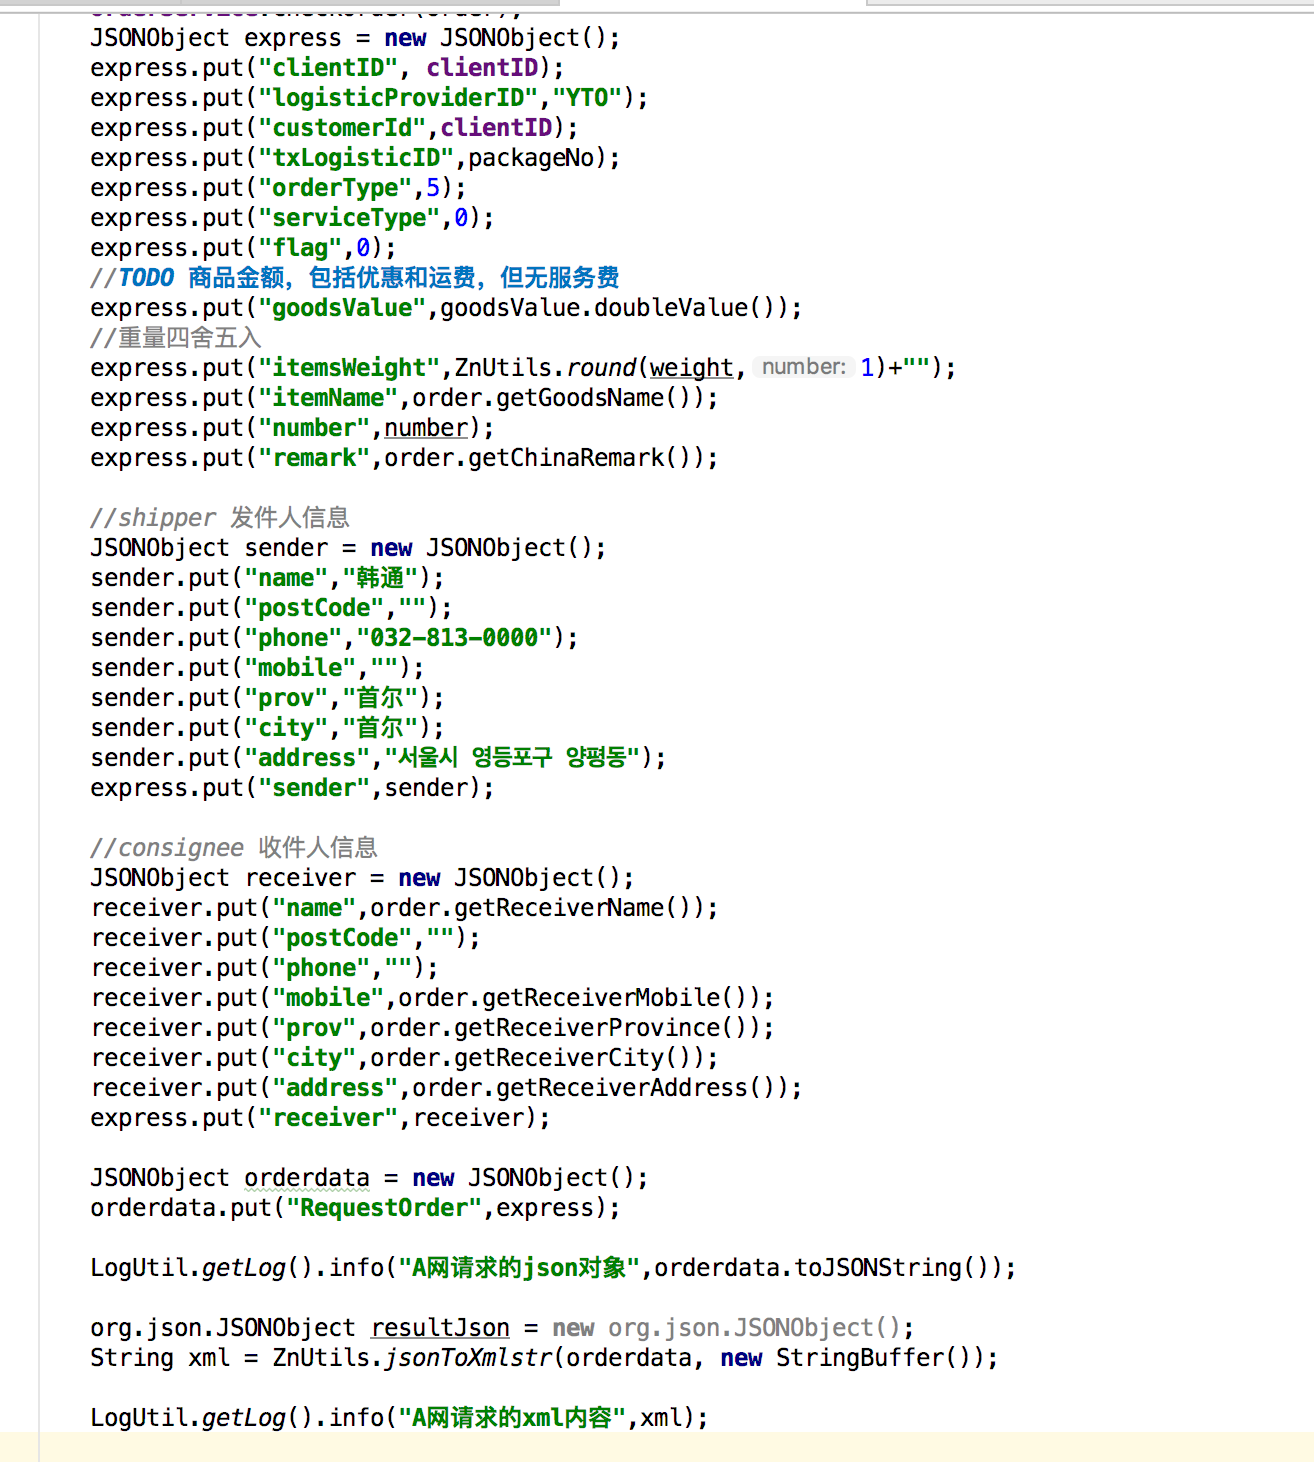 JSONObject express = new JSONObject();
express.put("clientID", clientID);
express.put("logisticProviderID","YTO");
express.put("customerId",clientID);
express.put("txLogisticID",packageNo);
express.put("orderType",5);
express.put("serviceType",0);
express.put("flag",0);
//TODO 商品金额，包括优惠和运费，但无服务费
express.put("goodsValue",goodsValue.doubleValue());
//重量四舍五入
express.put("itemsWeight",ZnUtils.round(weight, number: 1)+"");
express.put("itemName",order.getGoodsName());
express.put("number",number);
express.put("remark",order.getChinaRemark());
//shipper 发件人信息
JSONObject sender = new JSONObject();
sender.put("name","韩通");
sender.put("postCode","");
sender.put("phone","032-813-0000");
sender.put("mobile","");
sender.put("prov","首尔");
sender.put("city","首尔");
sender.put("address","서울시 영등포구 양평동");
express.put("sender",sender);
//consignee 收件人信息
JSONObject receiver = new JSONObject();
receiver.put("name",order.getReceiverName());
receiver.put("postCode","");
receiver.put("phone","");
receiver.put("mobile",order.getReceiverMobile());
receiver.put("prov",order.getReceiverProvince());
receiver.put("city",order.getReceiverCity());
receiver.put("address",order.getReceiverAddress());
express.put("receiver",receiver);
JSONObject orderdata = new JSONObject();
orderdata.put("RequestOrder",express);
LogUtil.getLog().info("A网请求的json对象",orderdata.toJSONString());
org.json.JSONObject resultJson = new org.json.JSONObject();
String xml = ZnUtils.jsonToXmlstr(orderdata, new StringBuffer());
LogUtil.getLog().info("A网请求的xml内容",xml);